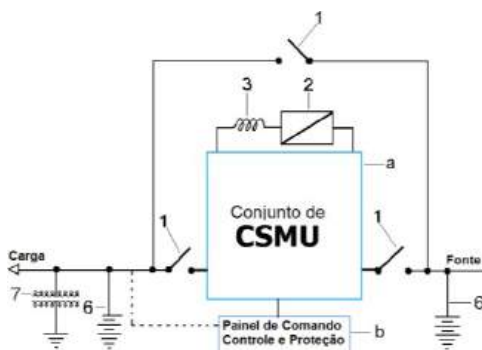 1
3
2
a
Conjunto de
CSMU
1
1
Carga
Fonte
7
6
6
Painel de Comando
Controle e Proteção
b